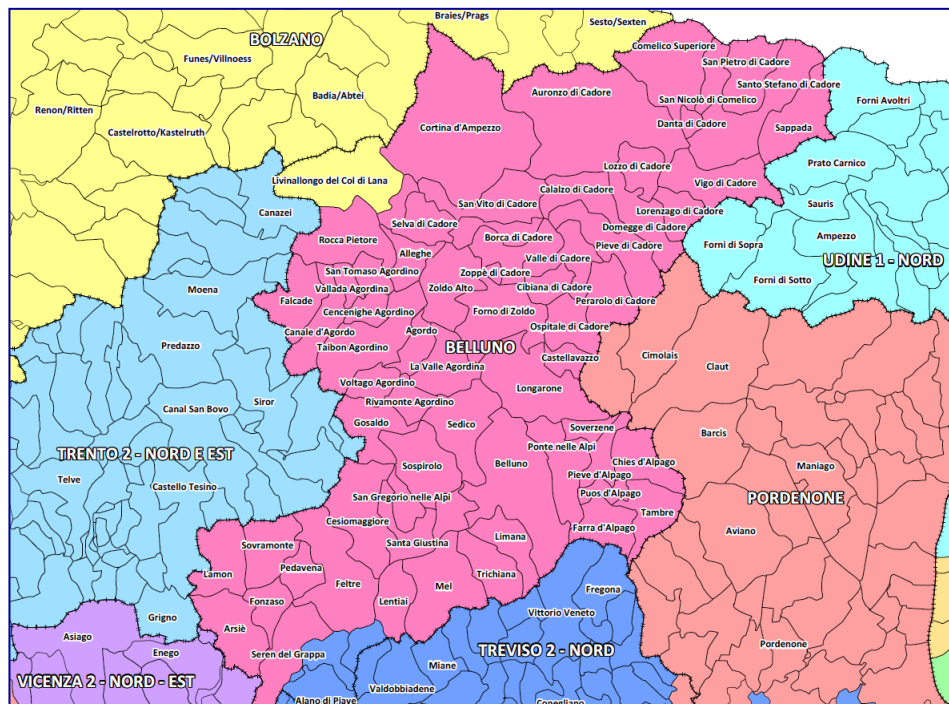 Braies/Prags
Sesto/Sexten
BOLZANO
Comelico Superiore
Funes/Villnoess
San Pietro di Cadore
Badia/Abtei
Santo Stefano di Cadore
Auronzo di Cadore
San Nicolò di Comelico
Forni Avoltri
Renon/Ritten
Danta di Cadore
Sappada
Castelrotto/Kastelruth
Cortina d'Ampezzo
Prato Carnico
Lozzo di Cadore
Livinallongo del Col di Lana
Vigo di Cadore
Calalzo di Cadore
San Vito di Cadore
Sauris
Canazei
Lorenzago di Cadore
Selva di Cadore
Domegge di Cadore
Rocca Pietore
Borca di Cadore
Ampezzo
Pieve di Cadore
Forni di Sopra
Alleghe
Valle di Cadore
UDINE 1 - NORD
San Tomaso Agordino
Zoppè di Cadore
Forni di Sotto
Moena
Vallada Agordina
Zoldo Alto
Cibiana di Cadore
Falcade
Perarolo di Cadore
Cencenighe Agordino
Forno di Zoldo
Canale d'Agordo
Agordo
Ospitale di Cadore
Predazzo
Taibon Agordino
BELLUNO
Castellavazzo
Cimolais
La Valle Agordina
Claut
Voltago Agordino
Longarone
Siror
Rivamonte Agordino
Canal San Bovo
Gosaldo
Sedico
Soverzene
Barcis
TRENTO 2 - NORD E EST
Ponte nelle Alpi
Sospirolo
Belluno
Chies d'Alpago
Maniago
Telve
Pieve d'Alpago
Castello Tesino
San Gregorio nelle Alpi
Puos d'Alpago
PORDENONE
Tambre
Cesiomaggiore
Farra d'Alpago
Aviano
Limana
Sovramonte
Santa Giustina
Pedavena
Lamon
Trichiana
Feltre
Mel
Fregona
Fonzaso
Lentiai
Vittorio Veneto
Grigno
Arsiè
Asiago
Pordenone
Enego
Seren del Grappa
TREVISO 2 - NORD
Miane
VICENZA 2 - NORD - EST
Valdobbiadene
Alano di Piave
Conegliano